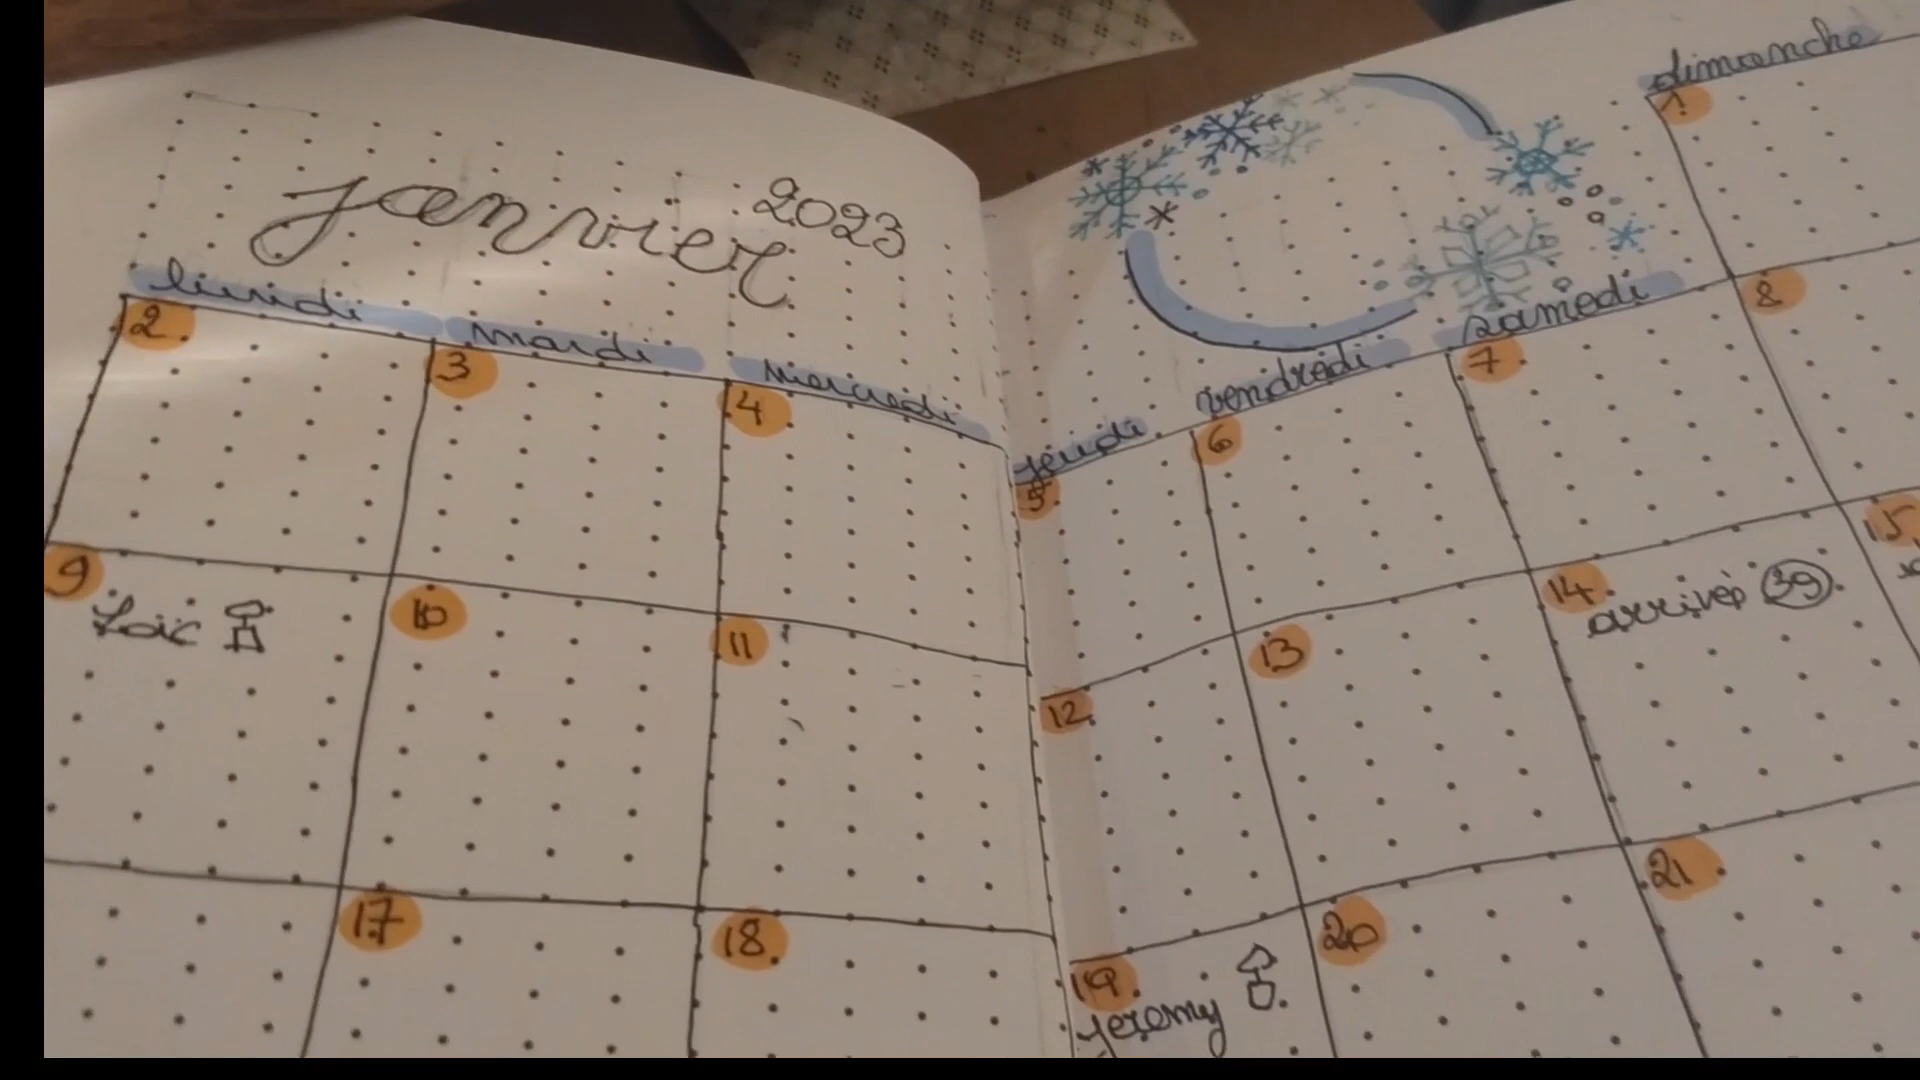 janvier 2023
lundi mardi mercredi jeudi vendredi samedi dimanche
1
2 3 4 5 6 7 8
9 10 11 12 13 14 15
Loïc
arrivép 39
17 18 19 20 21
Jeremy